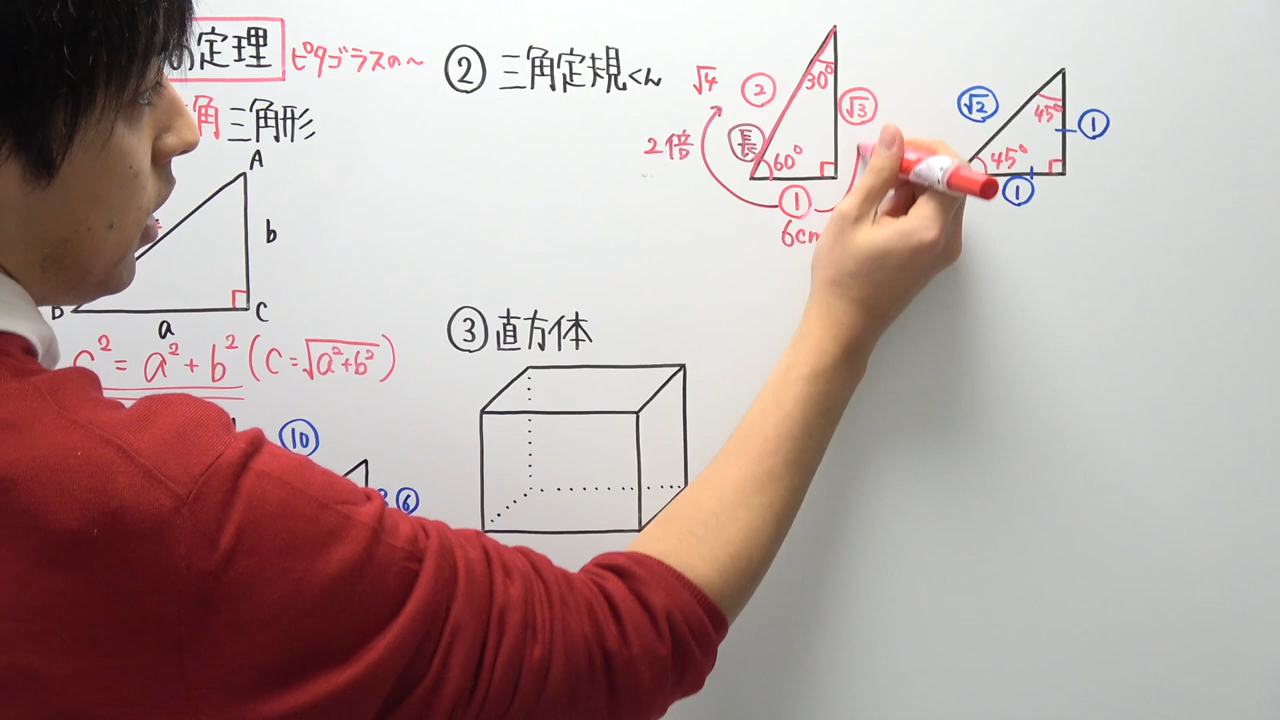 の定理 ピタゴラスの〜
角三角形
A
b
B
a
C
c² = a² + b² (C = √a²+b²)
10
6
② 三角定規くん
√4
2
30°
√3
2倍
長
60°
1
6cm
√2
45°
1
45°
1
③ 直方体